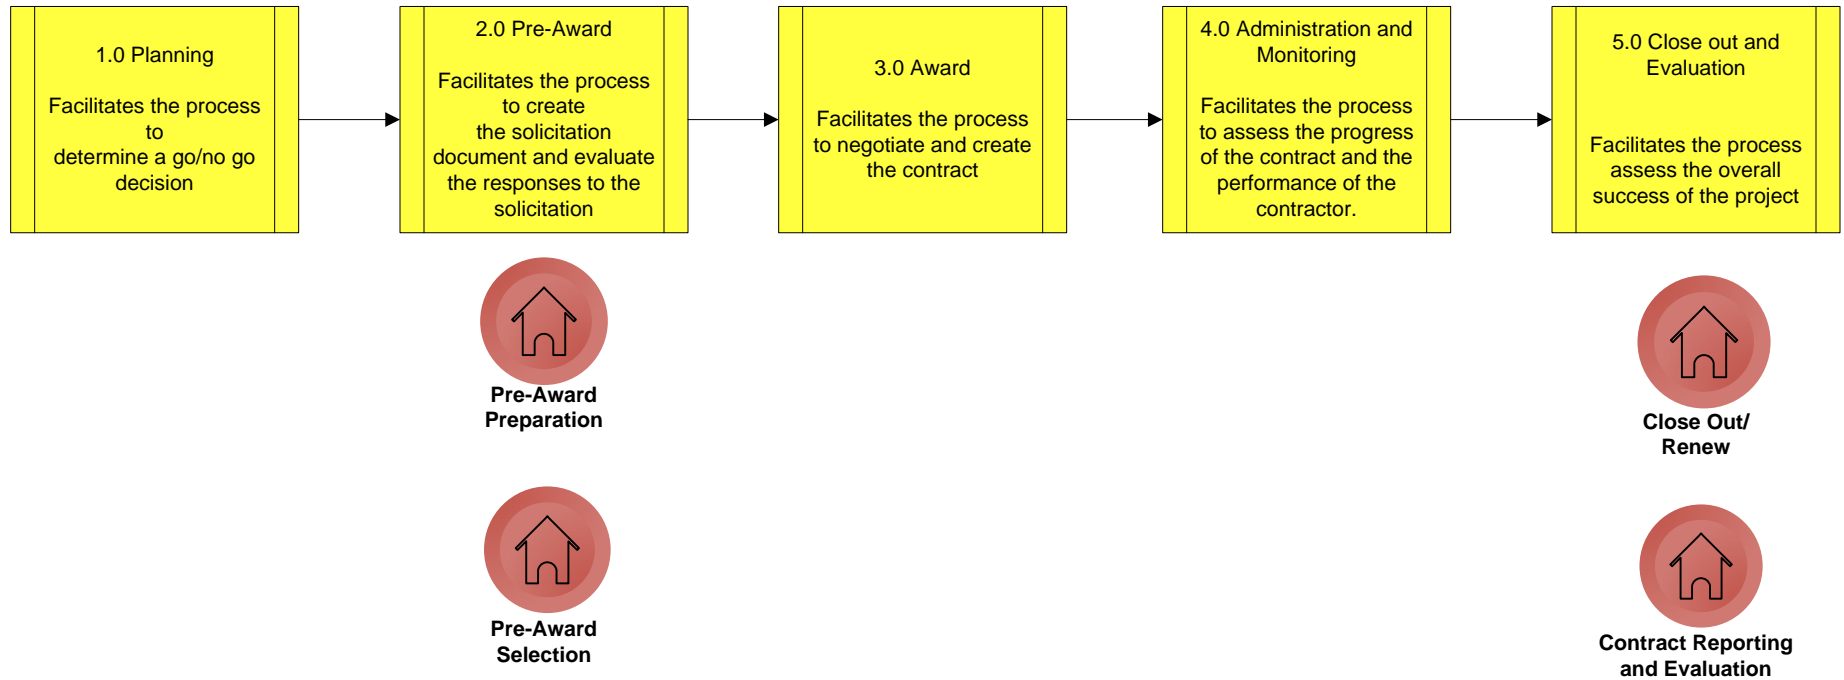 1.0 Planning
Facilitates the process
to
determine a go/no go
decision
2.0 Pre-Award
Facilitates the process
to create
the solicitation
document and evaluate
the responses to the
solicitation
3.0 Award
Facilitates the process
to negotiate and create
the contract
4.0 Administration and
Monitoring
Facilitates the process
to assess the progress
of the contract and the
performance of the
contractor.
5.0 Close out and
Evaluation
Facilitates the process
assess the overall
success of the project
Pre-Award
Preparation
Close Out/
Renew
Pre-Award
Selection
Contract Reporting
and Evaluation